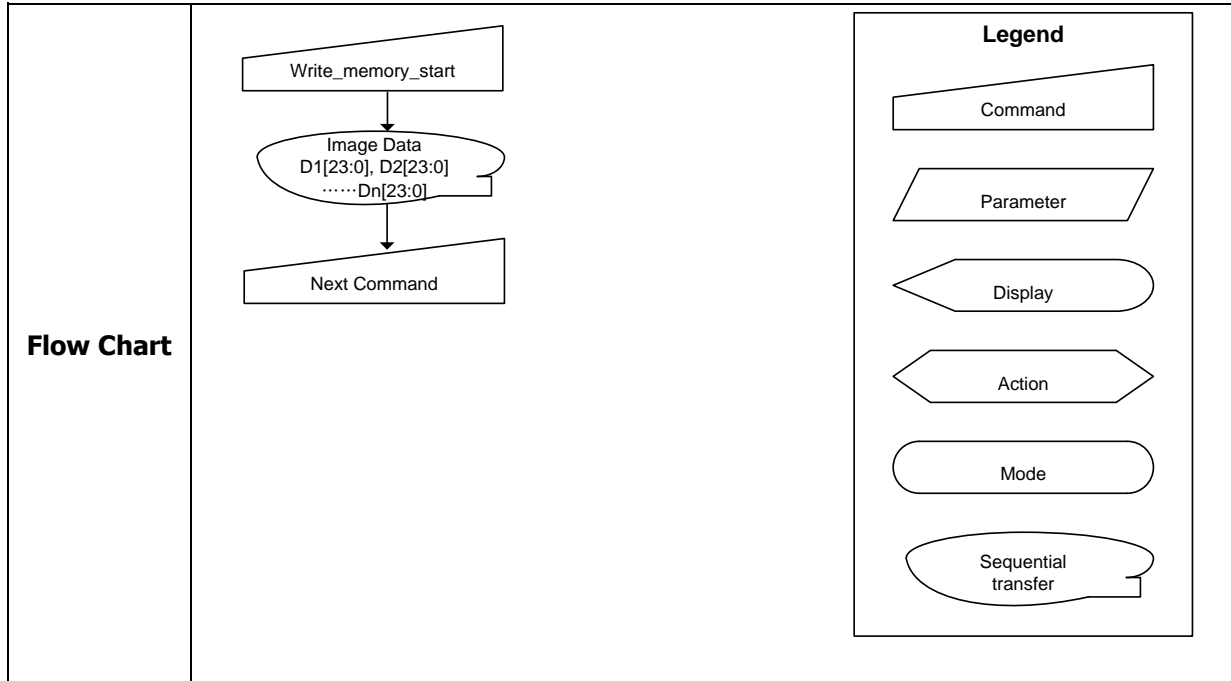 Flow Chart
Write_memory_start
Image Data
D1[23:0], D2[23:0]
⋯⋯Dn[23:0]
Next Command
Legend
Command
Parameter
Display
Action
Mode
Sequential
transfer